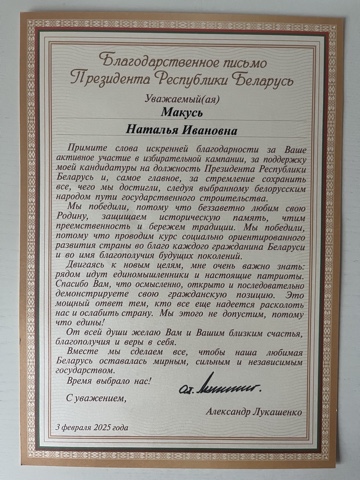 Благодарственное письмо
Президента Республики Беларусь
Уважаемый(ая)
Макусь
Наталья Ивановна
Примите слова искренней благодарности за Ваше
активное участие в избирательной кампании, за поддержку
моей кандидатуры на должность Президента Республики
Беларусь и, самое главное, за стремление сохранить
все, чего мы достигли, следуя выбранному белорусским
народом пути государственного строительства.
Мы победили, потому что беззаветно любим свою
Родину, защищаем историческую память, чтим
преемственность и бережем традиции. Мы победили,
потому что проводим курс социально ориентированного
развития страны во благо каждого гражданина Беларуси
и во имя благополучия будущих поколений.
Двигаясь к новым целям, мне очень важно знать:
рядом идут единомышленники и настоящие патриоты.
Спасибо Вам, что осмысленно, открыто и последовательно
демонстрируете свою гражданскую позицию. Это
мощный ответ тем, кто все еще надеется расколоть
нас и ослабить страну. Мы этого не допустим, потому
что едины!
От всей души желаю Вам и Вашим близким счастья,
благополучия и веры в себя.
Вместе мы сделаем все, чтобы наша любимая
Беларусь оставалась мирным, сильным и независимым
государством.
Время выбрало нас!
С уважением,
Александр Лукашенко
3 февраля 2025 года